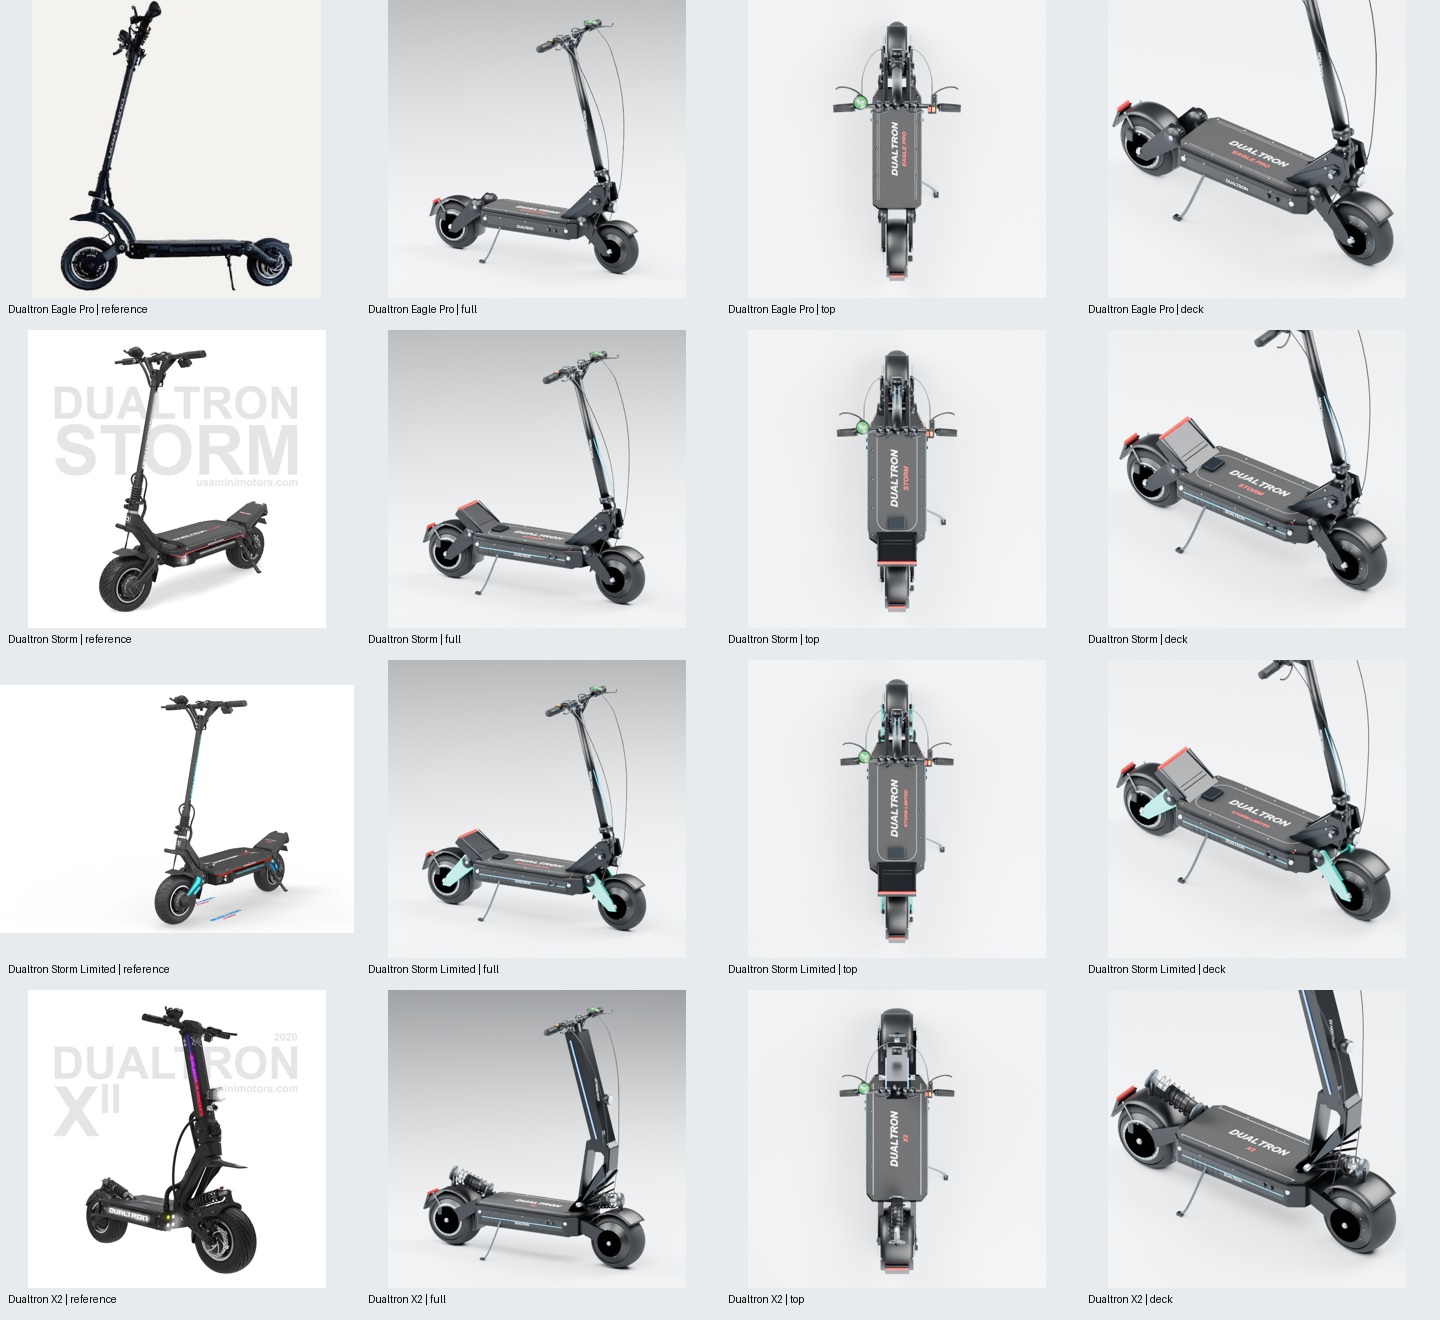 DUALTRON
EAGLE PRO
DUALTRON
EAGLE PRO
DUALTRON
Dualtron Eagle Pro | reference
Dualtron Eagle Pro | full
Dualtron Eagle Pro | top
Dualtron Eagle Pro | deck
DUALTRON
STORM
usaminimotors.com
DUALTRON
STORM
DUALTRON
STORM
Dualtron Storm | reference
Dualtron Storm | full
Dualtron Storm | top
Dualtron Storm | deck
DUALTRON
STORM LIMITED
DUALTRON
STORM LIMITED
Dualtron Storm Limited | reference
Dualtron Storm Limited | full
Dualtron Storm Limited | top
Dualtron Storm Limited | deck
2020
DUALTRON
XII
DUALTRON
DUALTRON
X2
DUALTRON
X2
Dualtron X2 | reference
Dualtron X2 | full
Dualtron X2 | top
Dualtron X2 | deck